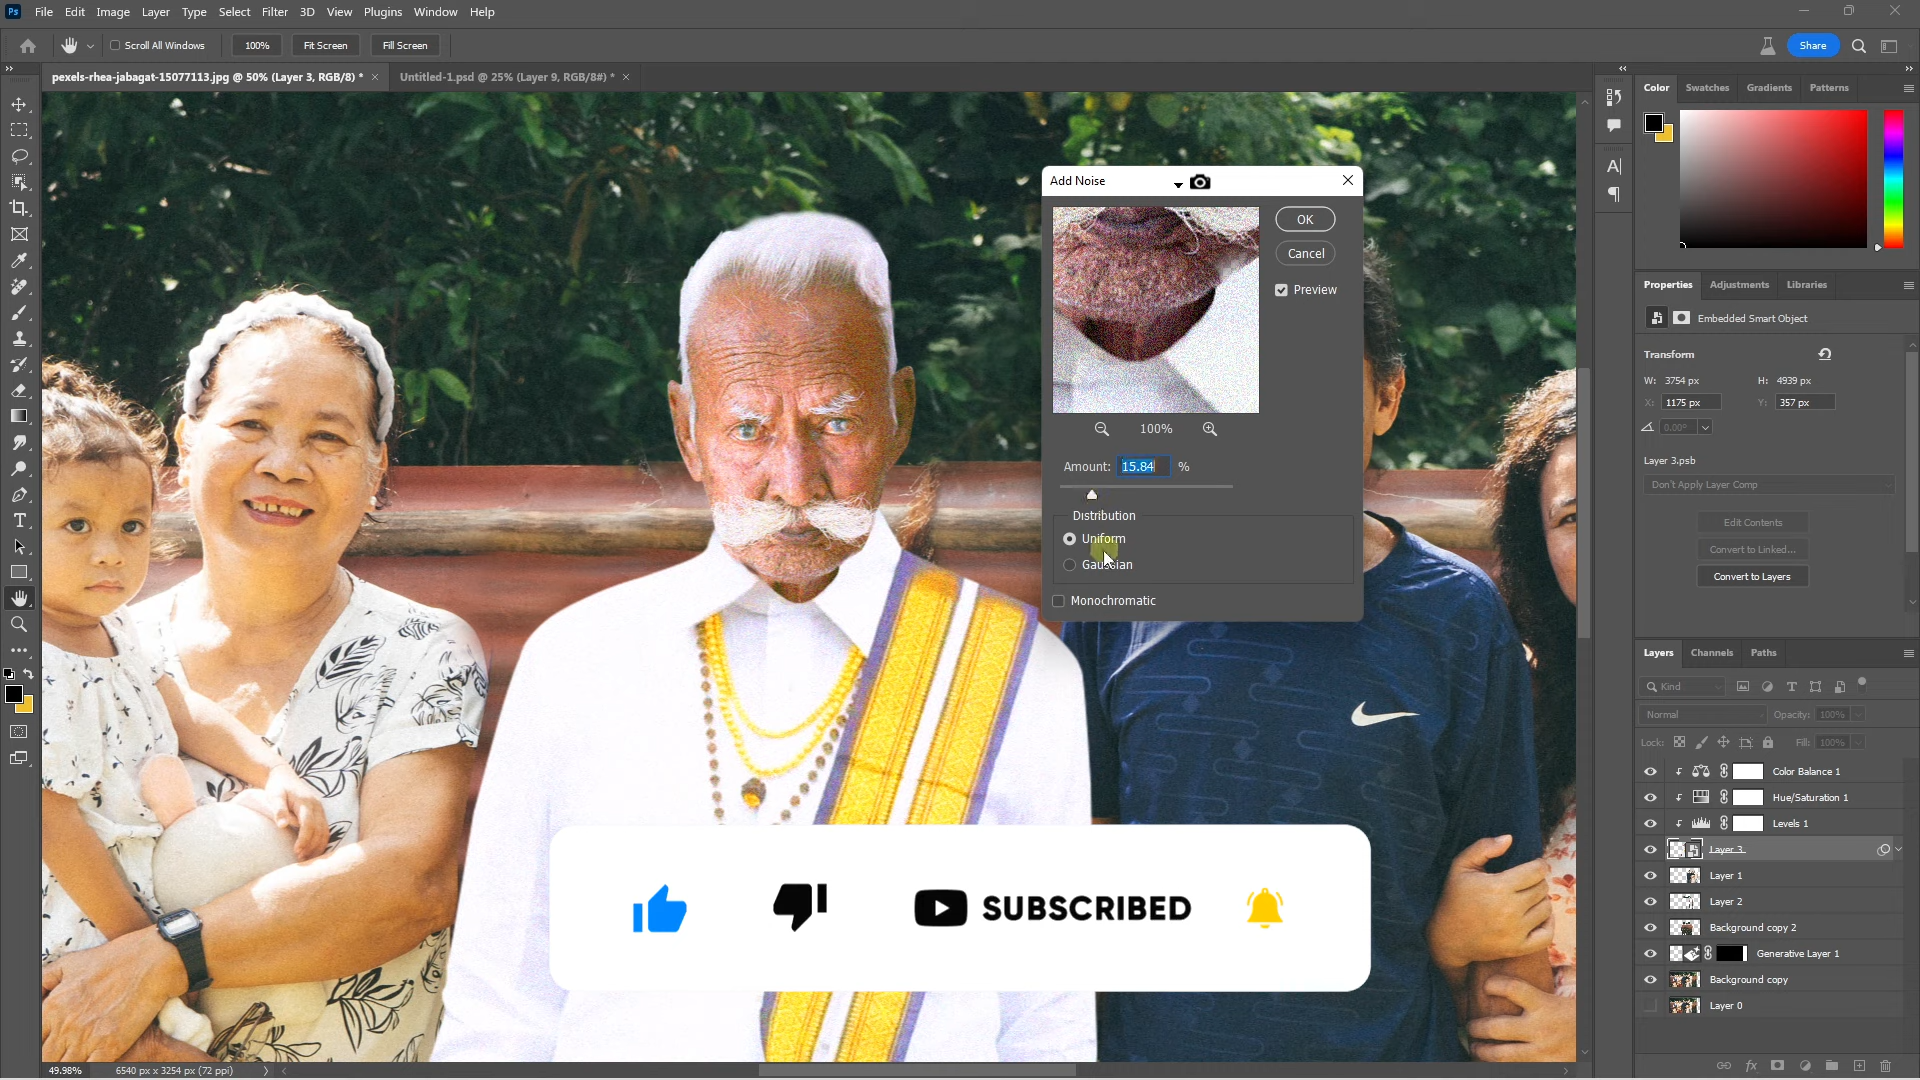 Ps File Edit Image Layer Type Select Filter 3D View Plugins Window Help
Scroll All Windows 100% Fit Screen Fill Screen Share
pexels-rhea-jabagat-15077113.jpg @ 50% (Layer 3, RGB/8) * × Untitled-1.psd @ 25% (Layer 9, RGB/8#) * ×
Color Swatches Gradients Patterns
Add Noise
OK
Cancel
Preview
100%
Amount: 15.84 %
Distribution
Uniform
Gaussian
Monochromatic
Properties Adjustments Libraries
Embedded Smart Object
Transform
W: 3754 px H: 4939 px
X: 1175 px Y: 357 px
0.00°
Layer 3.psb
Don't Apply Layer Comp
Edit Contents
Convert to Linked...
Convert to Layers
Layers Channels Paths
Kind
Normal Opacity: 100%
Lock: Fill: 100%
Color Balance 1
Hue/Saturation 1
Levels 1
Layer 3
Layer 1
Layer 2
Background copy 2
Generative Layer 1
Background copy
Layer 0
SUBSCRIBED
49.98% 6540 px x 3254 px (72 ppi)